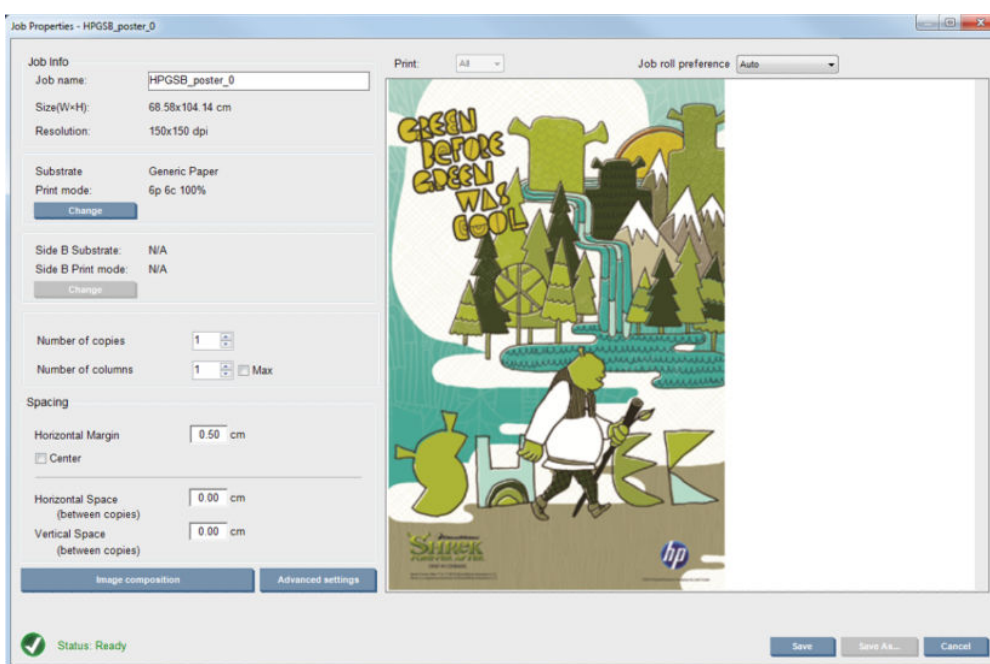 Job Properties - HPGSB_poster_0
Job Info
Job name: HPGSB_poster_0
Size(W×H): 68.58x104.14 cm
Resolution: 150x150 dpi
Substrate Generic Paper
Print mode: 6p 6c 100%
Change
Side B Substrate: N/A
Side B Print mode: N/A
Change
Number of copies 1
Number of columns 1 Max
Spacing
Horizontal Margin 0.50 cm
Center
Horizontal Space 0.00 cm
(between copies)
Vertical Space 0.00 cm
(between copies)
Image composition Advanced settings
Status: Ready
Print: All Job roll preference Auto
GREEN
BEFORE
GREEN
WAS
COOL
SHREK
SHREK
FOREVER AFTER
hp
Save Save As... Cancel